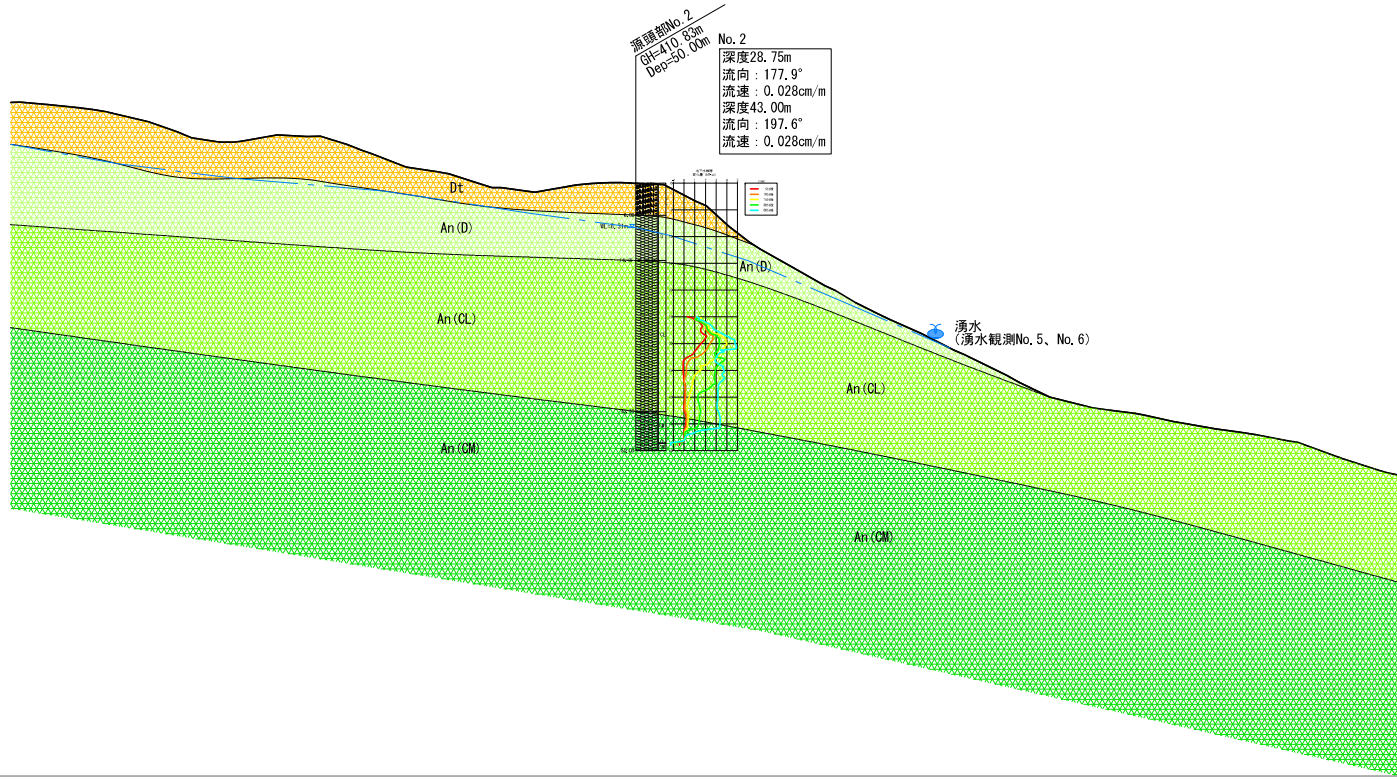 源頭部No.2
GH=410.83m
Dep=50.00m
No.2
深度28.75m
流向：177.9°
流速：0.028cm/m
深度43.00m
流向：197.6°
流速：0.028cm/m
Dt
An(D)
An(D)
An(CL)
湧水
(湧水観測No.5、No.6)
An(CL)
An(CM)
An(CM)